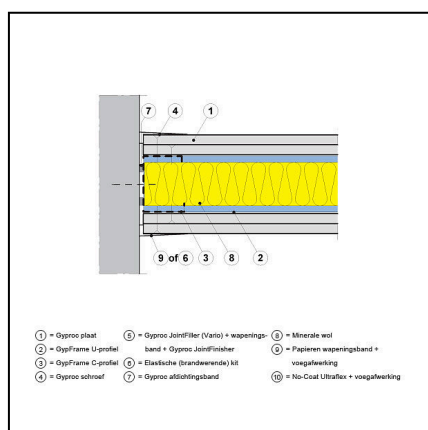 7 4 1
9 of 6 3 8 2
1 = Gyproc plaat
2 = GypFrame U-profiel
3 = GypFrame C-profiel
4 = Gyproc schroef
5 = Gyproc JointFiller (Vario) + wapenings-
band + Gyproc JointFinisher
6 = Elastische (brandwerende) kit
7 = Gyproc afdichtingsband
8 = Minerale wol
9 = Papieren wapeningsband +
voegafwerking
10 = No-Coat Ultraflex + voegafwerking